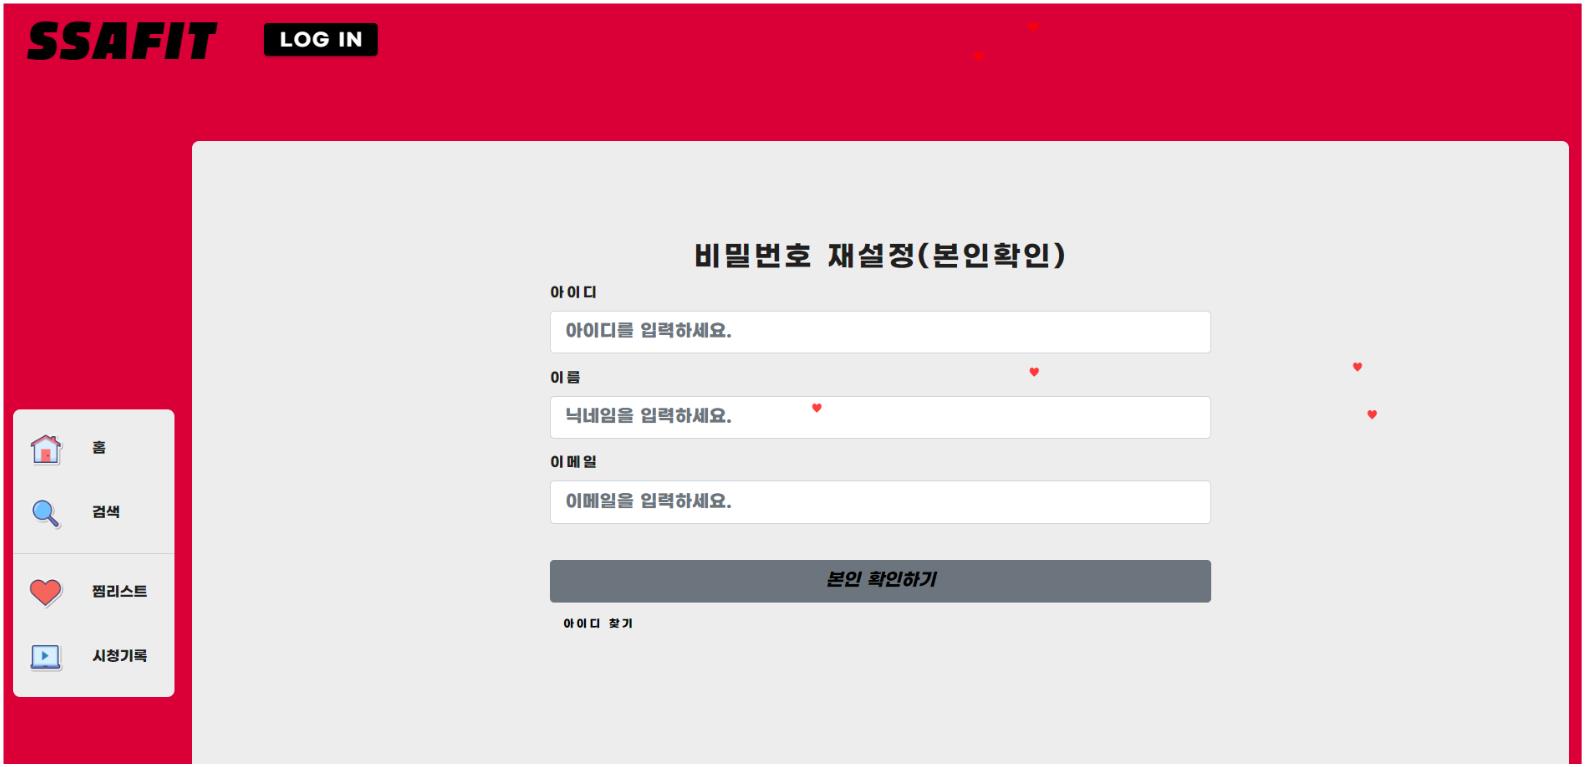 SSAFIT
LOG IN
비밀번호 재설정(본인확인)
아이디
아이디를 입력하세요.
이름
닉네임을 입력하세요.
이메일
이메일을 입력하세요.
본인 확인하기
아이디 찾기
홈
검색
찜리스트
시청기록